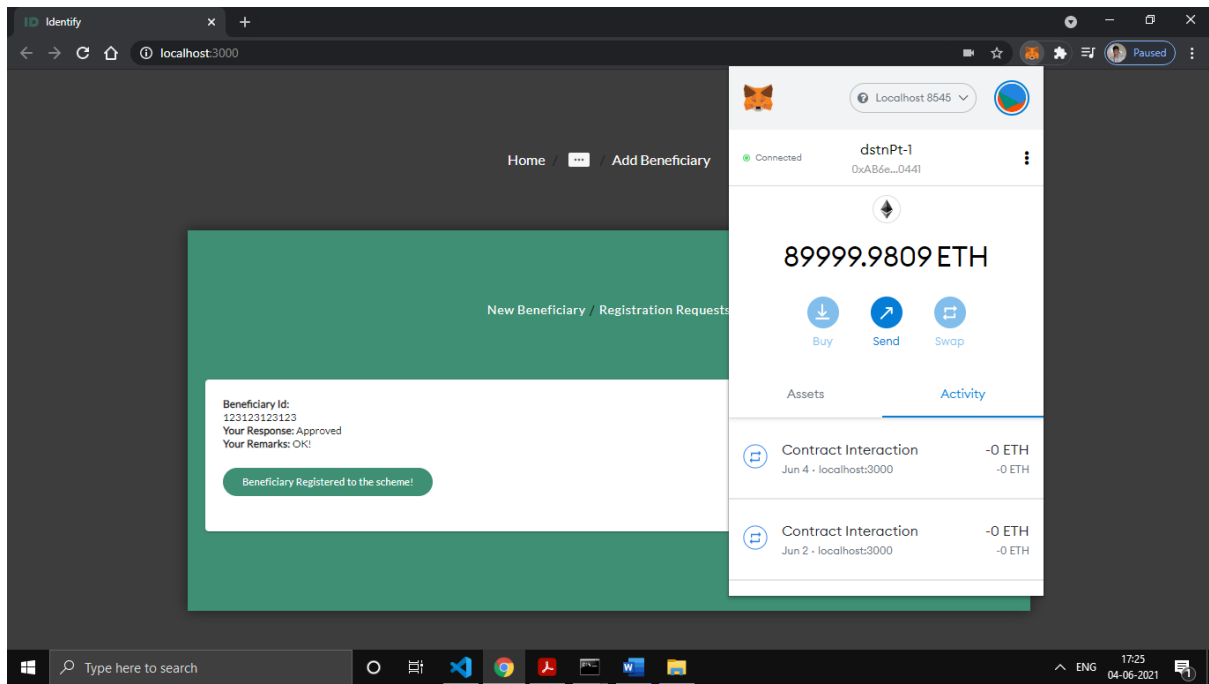 ID Identify
localhost:3000
Paused
Localhost 8545
Home / ... / Add Beneficiary
Connected
dstnPt-1
0xAB6e...0441
89999.9809 ETH
New Beneficiary / Registration Requests
Buy Send Swap
Assets Activity
Beneficiary Id:
123123123123
Your Response: Approved
Your Remarks: OK!
Beneficiary Registered to the scheme!
Contract Interaction -0 ETH
Jun 4 · localhost:3000 -0 ETH
Contract Interaction -0 ETH
Jun 2 · localhost:3000 -0 ETH
Type here to search
ENG
17:25
04-06-2021
1